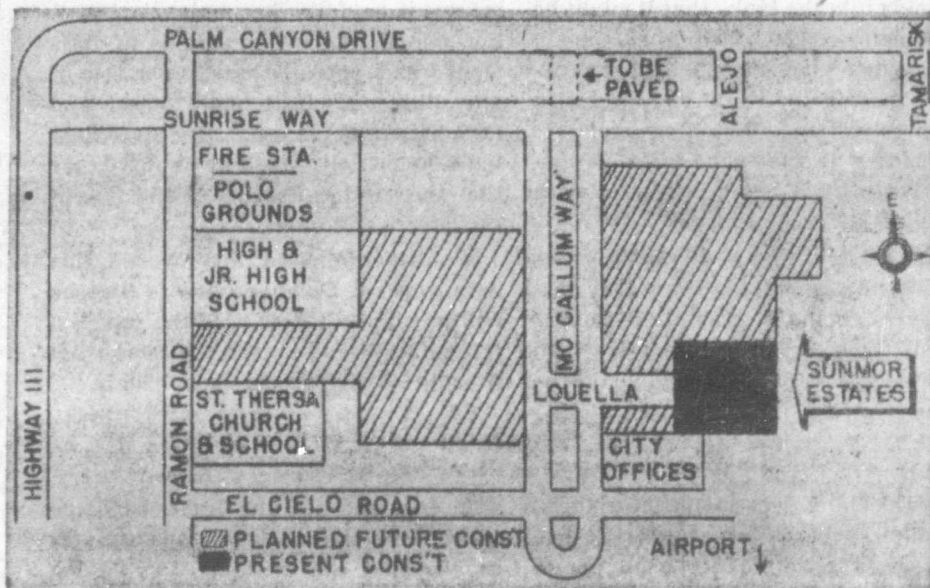 PALM CANYON DRIVE
TO BE
PAVED
ALEJO
TAMARISK
SUNRISE WAY
FIRE STA.
POLO
GROUNDS
HIGH &
JR. HIGH
SCHOOL
MC CALLUM WAY
E
SUNMOR
ESTATES
LOUELLA
ST. THERSA
CHURCH
& SCHOOL
CITY
OFFICES
HIGHWAY III
RAMON ROAD
EL CIELO ROAD
PLANNED FUTURE CONST
PRESENT CONS'T
AIRPORT